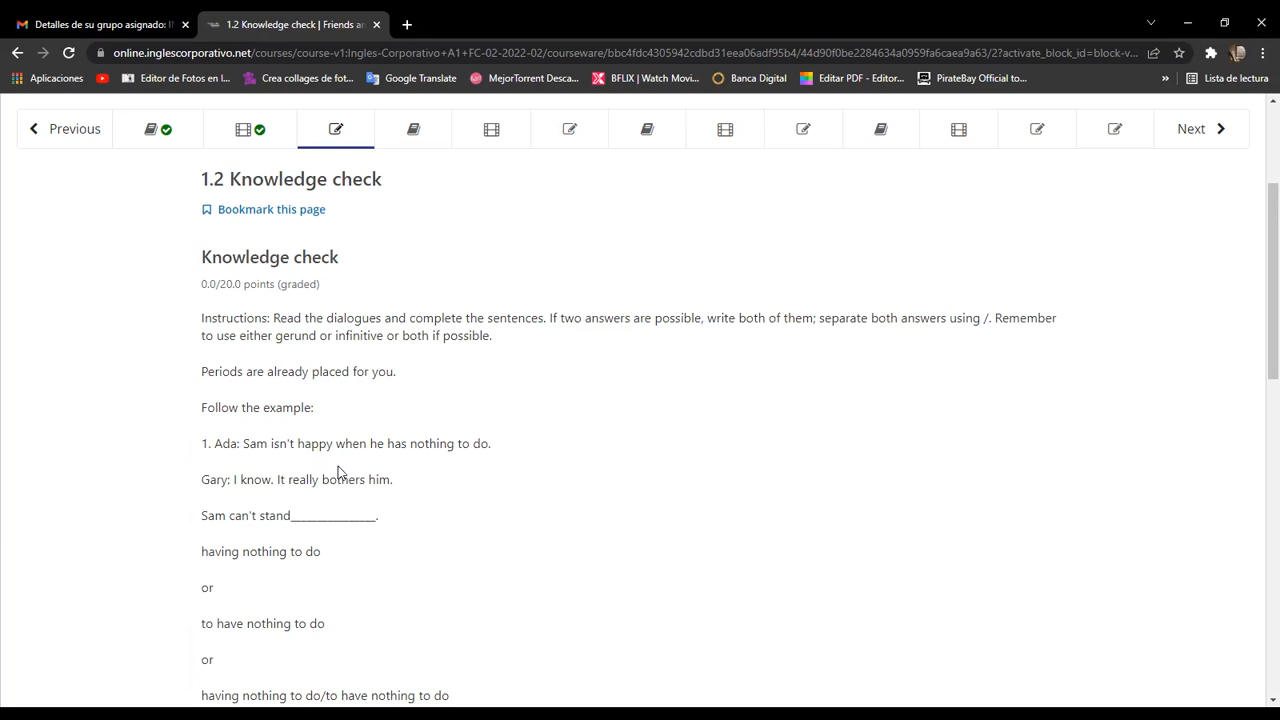 Detalles de su grupo asignado: I
1.2 Knowledge check | Friends an
online.inglescorporativo.net/courses/course-v1:Ingles-Corporativo+A1+FC-02-2022-02/courseware/bbc4fdc4305942cdbd31eea06adf95b4/44d90f0be2284634a0959fa6caea9a63/2?activate_block_id=block-v...
Aplicaciones
Editor de Fotos en l...
Crea collages de fot...
Google Translate
MejorTorrent Desca...
BFLIX | Watch Movi...
Banca Digital
Editar PDF - Editor...
PirateBay Official to...
»
Lista de lectura
Previous
Next
1.2 Knowledge check
Bookmark this page
Knowledge check
0.0/20.0 points (graded)
Instructions: Read the dialogues and complete the sentences. If two answers are possible, write both of them; separate both answers using /. Remember
to use either gerund or infinitive or both if possible.
Periods are already placed for you.
Follow the example:
1. Ada: Sam isn't happy when he has nothing to do.
Gary: I know. It really bothers him.
Sam can't stand_______________.
having nothing to do
or
to have nothing to do
or
having nothing to do/to have nothing to do